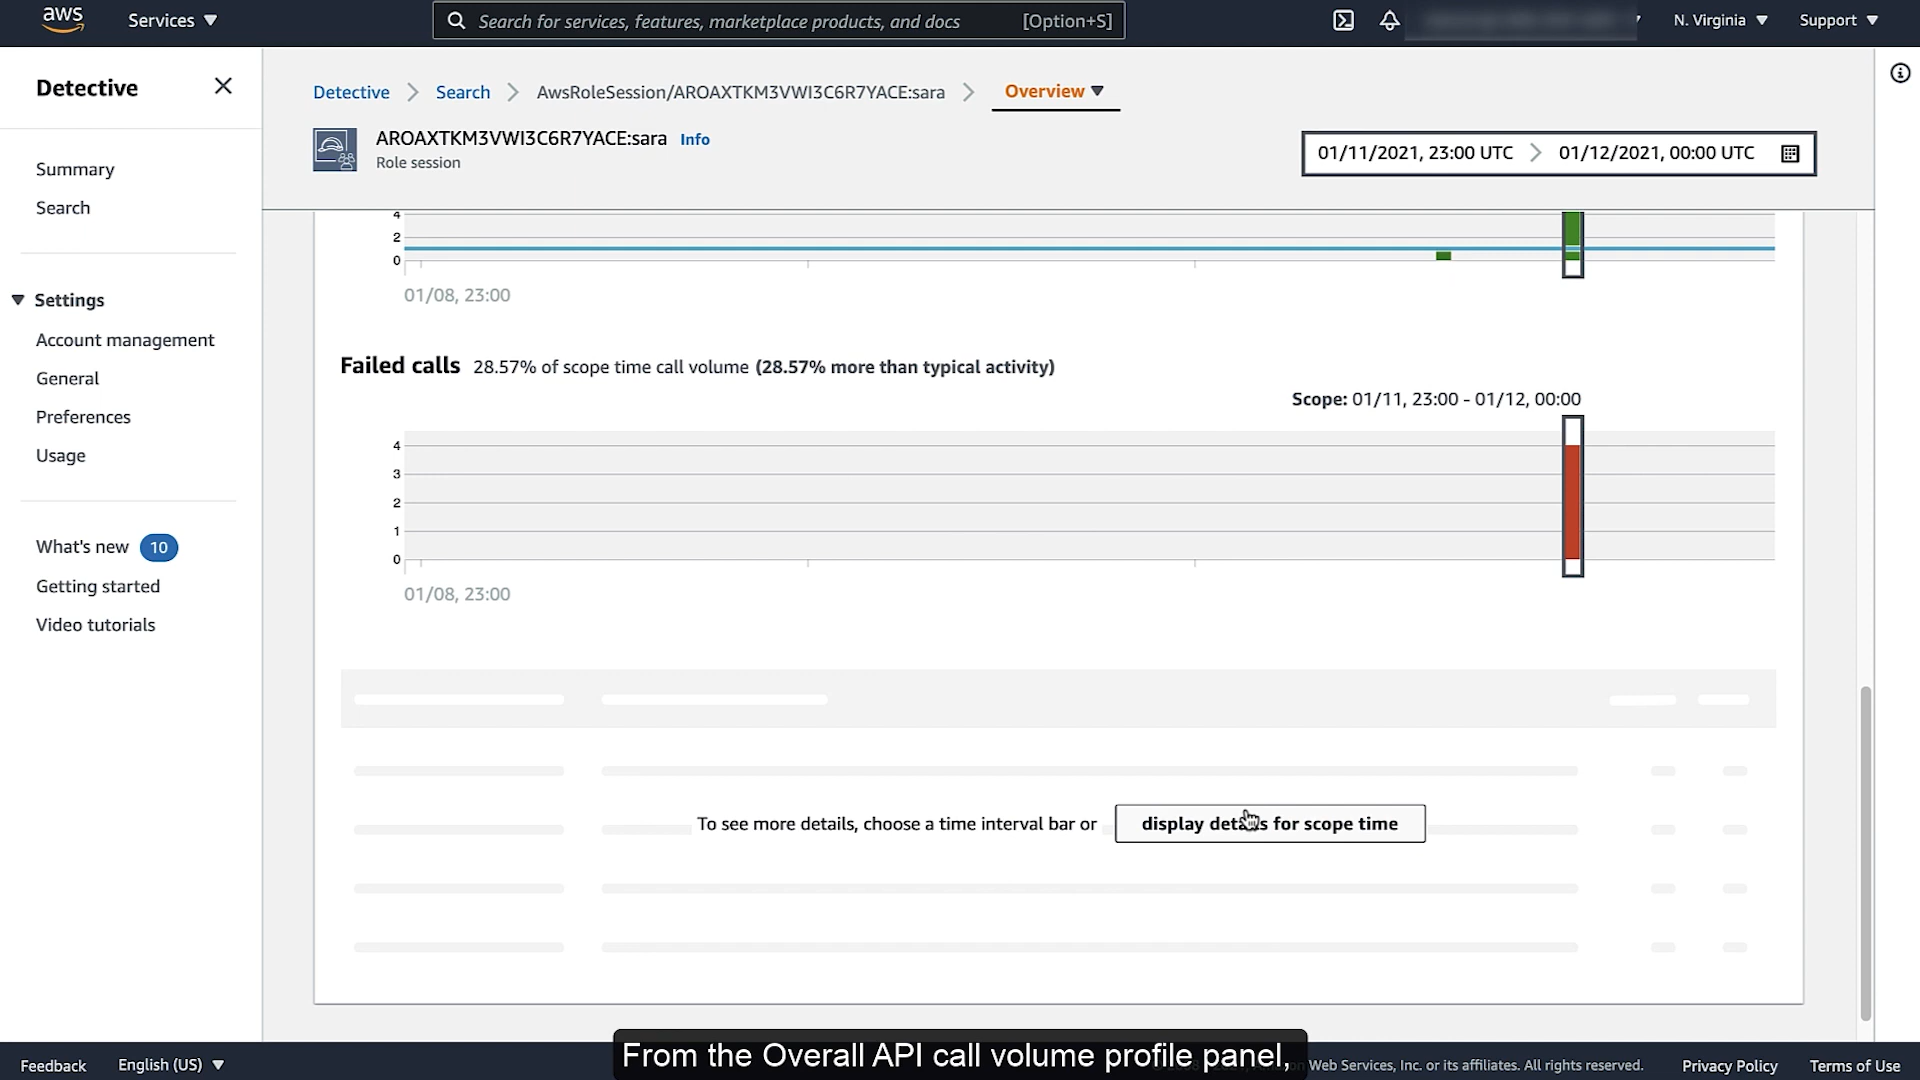 aws
Services ▼
Search for services, features, marketplace products, and docs [Option+S]
N. Virginia ▼
Support ▼
Detective
Summary
Search
Settings
Account management
General
Preferences
Usage
What's new 10
Getting started
Video tutorials
Detective > Search > AwsRoleSession/AROAXTKM3VWI3C6R7YACE:sara > Overview ▼
AROAXTKM3VWI3C6R7YACE:sara Info
Role session
01/11/2021, 23:00 UTC > 01/12/2021, 00:00 UTC
4
2
0
01/08, 23:00
Failed calls 28.57% of scope time call volume (28.57% more than typical activity)
Scope: 01/11, 23:00 - 01/12, 00:00
4
3
2
1
0
01/08, 23:00
To see more details, choose a time interval bar or display details for scope time
From the Overall API call volume profile panel,
Feedback
English (US) ▼
Web Services, Inc. or its affiliates. All rights reserved.
Privacy Policy
Terms of Use